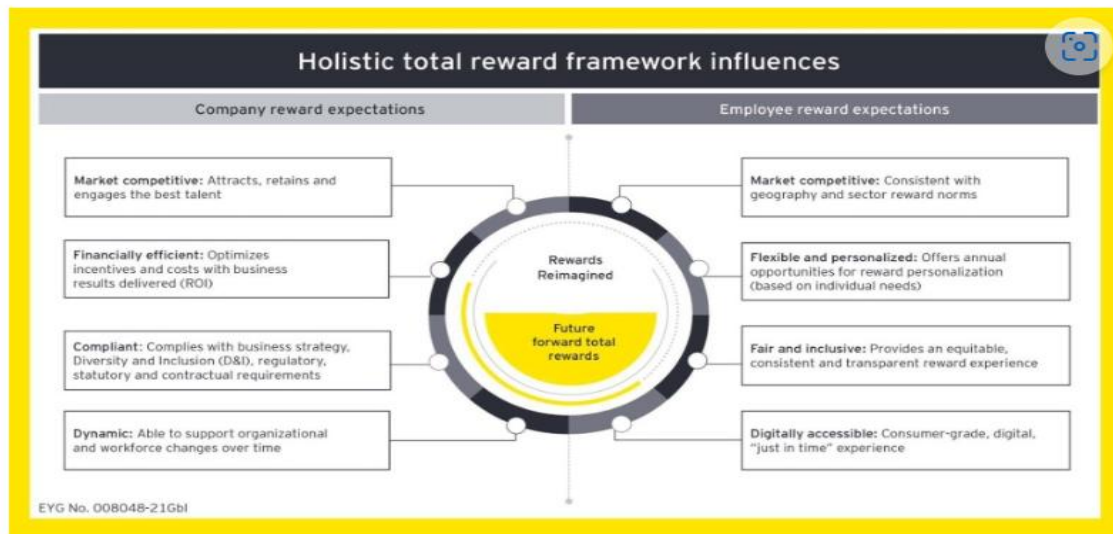 Holistic total reward framework influences
Company reward expectations
Employee reward expectations
Market competitive: Attracts, retains and
engages the best talent
Financially efficient: Optimizes
incentives and costs with business
results delivered (ROI)
Compliant: Complies with business strategy,
Diversity and Inclusion (D&I), regulatory,
statutory and contractual requirements
Dynamic: Able to support organizational
and workforce changes over time
Rewards
Reimagined
Future
forward total
rewards
Market competitive: Consistent with
geography and sector reward norms
Flexible and personalized: Offers annual
opportunities for reward personalization
(based on individual needs)
Fair and inclusive: Provides an equitable,
consistent and transparent reward experience
Digitally accessible: Consumer-grade, digital,
"just in time" experience
EYG No. 008048-21Gbl